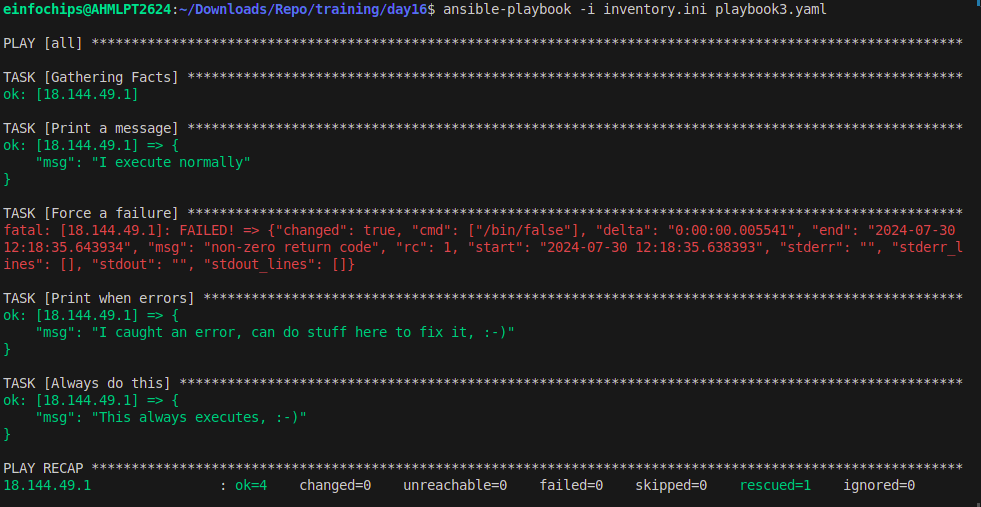 einfochips@AHMLPT2624:~/Downloads/Repo/training/day16$ ansible-playbook -i inventory.ini playbook3.yaml
PLAY [all] *************************************************************************************************************
TASK [Gathering Facts] *************************************************************************************************
ok: [18.144.49.1]
TASK [Print a message] *************************************************************************************************
ok: [18.144.49.1] => {
    "msg": "I execute normally"
}
TASK [Force a failure] *************************************************************************************************
fatal: [18.144.49.1]: FAILED! => {"changed": true, "cmd": ["/bin/false"], "delta": "0:00:00.005541", "end": "2024-07-30
12:18:35.643934", "msg": "non-zero return code", "rc": 1, "start": "2024-07-30 12:18:35.638393", "stderr": "", "stderr_l
ines": [], "stdout": "", "stdout_lines": []}
TASK [Print when errors] ***********************************************************************************************
ok: [18.144.49.1] => {
    "msg": "I caught an error, can do stuff here to fix it, :-)"
}
TASK [Always do this] **************************************************************************************************
ok: [18.144.49.1] => {
    "msg": "This always executes, :-)"
}
PLAY RECAP *************************************************************************************************************
18.144.49.1                : ok=4    changed=0    unreachable=0    failed=0    skipped=0    rescued=1    ignored=0